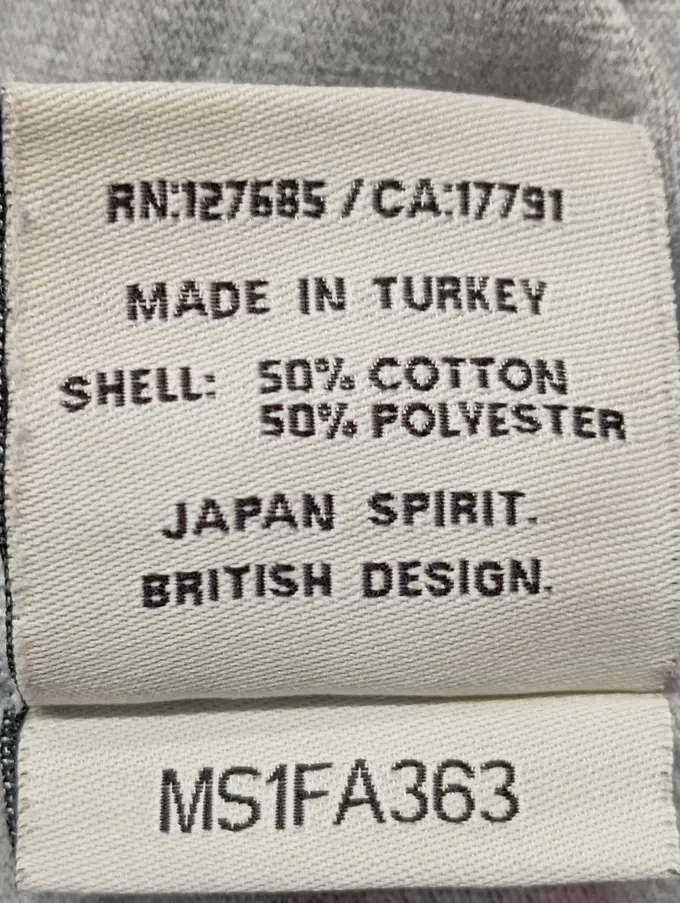 RN:127685 / CA:17791
MADE IN TURKEY
SHELL: 50% COTTON
50% POLYESTER
JAPAN SPIRIT.
BRITISH DESIGN.
MS1FA363